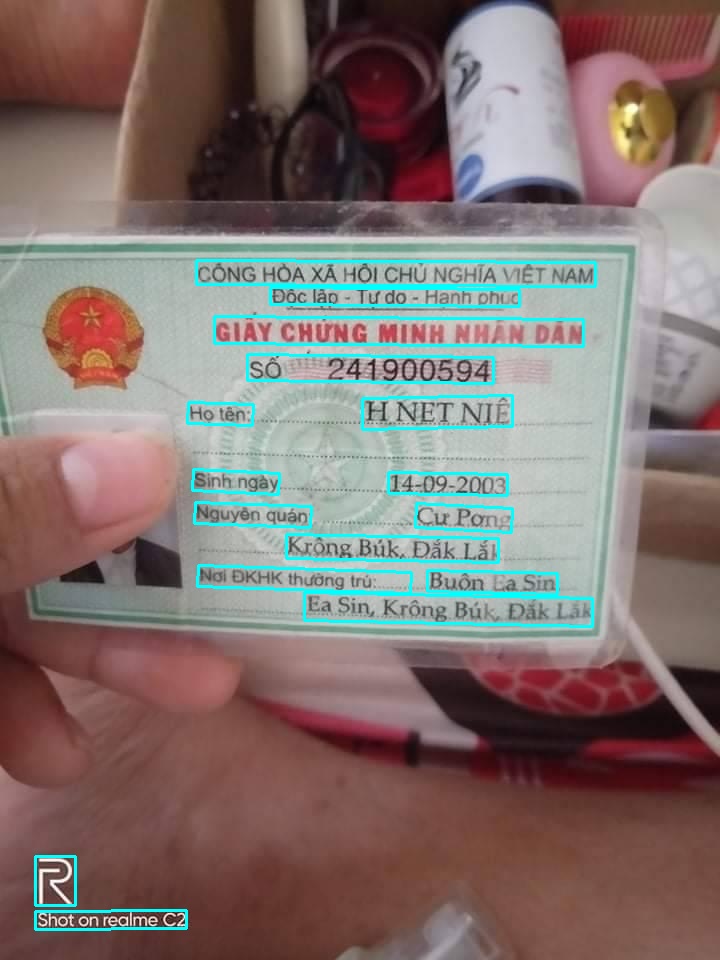 CỘNG HÒA XÃ HỘI CHỦ NGHĨA VIỆT NAM
Độc lập - Tự do - Hạnh phúc
GIẤY CHỨNG MINH NHÂN DÂN
SỐ 241900594
Họ tên: H NET NIÊ
Sinh ngày 14-09-2003
Nguyên quán Cư Pơng
Krông Búk, Đắk Lắk
Nơi ĐKHK thường trú: Buôn Ea Sin
Ea Sin, Krông Búk, Đắk Lắk
R
Shot on realme C2